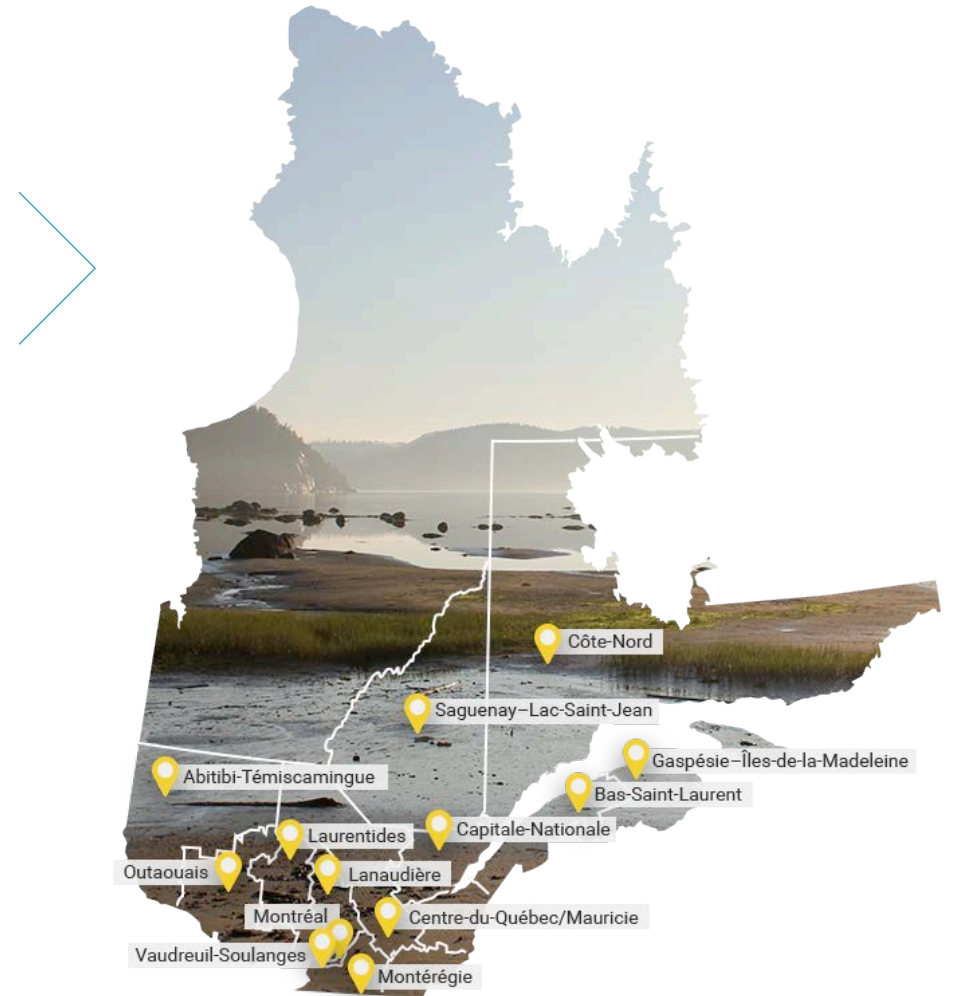 Côte-Nord
Saguenay–Lac-Saint-Jean
Gaspésie–Îles-de-la-Madeleine
Abitibi-Témiscamingue
Bas-Saint-Laurent
Capitale-Nationale
Laurentides
Outaouais
Lanaudière
Montréal
Centre-du-Québec/Mauricie
Vaudreuil-Soulanges
Montérégie